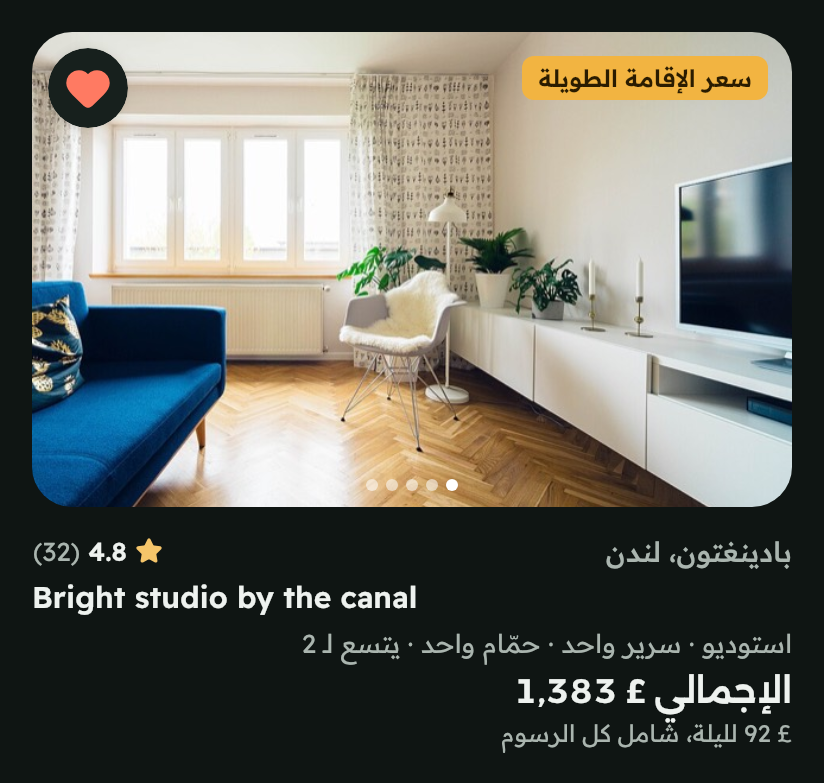 سعر الإقامة الطويلة
بادينغتون، لندن
4.8 (32)
Bright studio by the canal
استوديو · سرير واحد · حمّام واحد · يتسع لـ 2
الإجمالي £ 1,383
£ 92 لليلة، شامل كل الرسوم